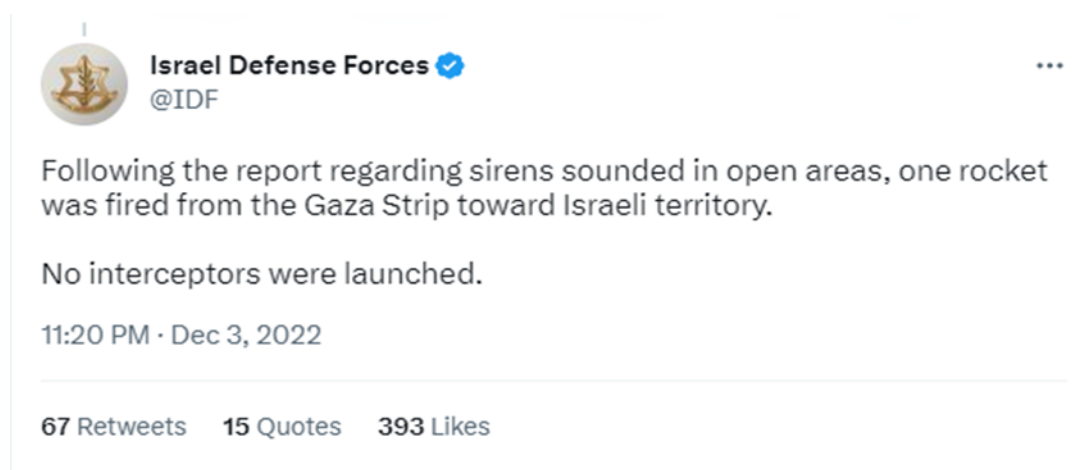 Israel Defense Forces
@IDF
Following the report regarding sirens sounded in open areas, one rocket
was fired from the Gaza Strip toward Israeli territory.
No interceptors were launched.
11:20 PM · Dec 3, 2022
67 Retweets 15 Quotes 393 Likes